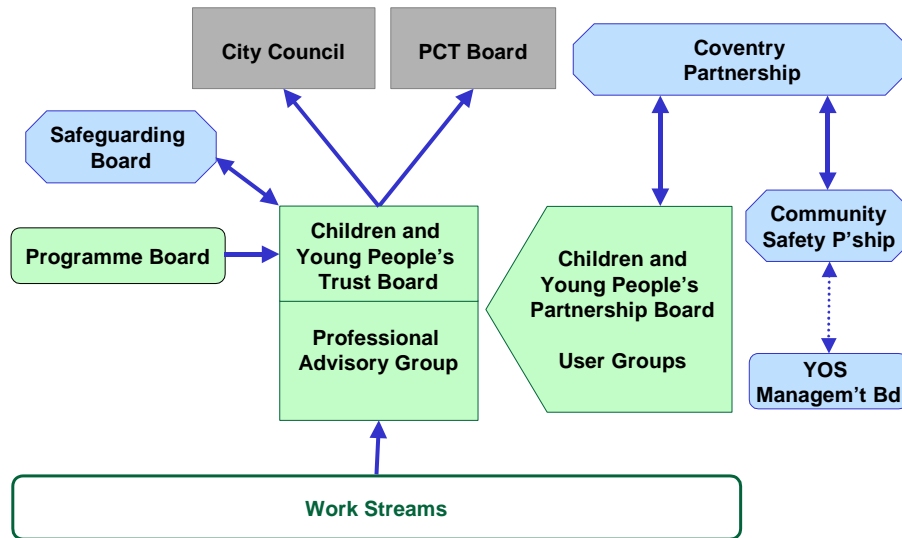 City Council
PCT Board
Coventry
Partnership
Safeguarding
Board
Community
Safety P'ship
Programme Board
Children and
Young People's
Trust Board
Children and
Young People's
Partnership Board
User Groups
Professional
Advisory Group
YOS
Managem't Bd
Work Streams